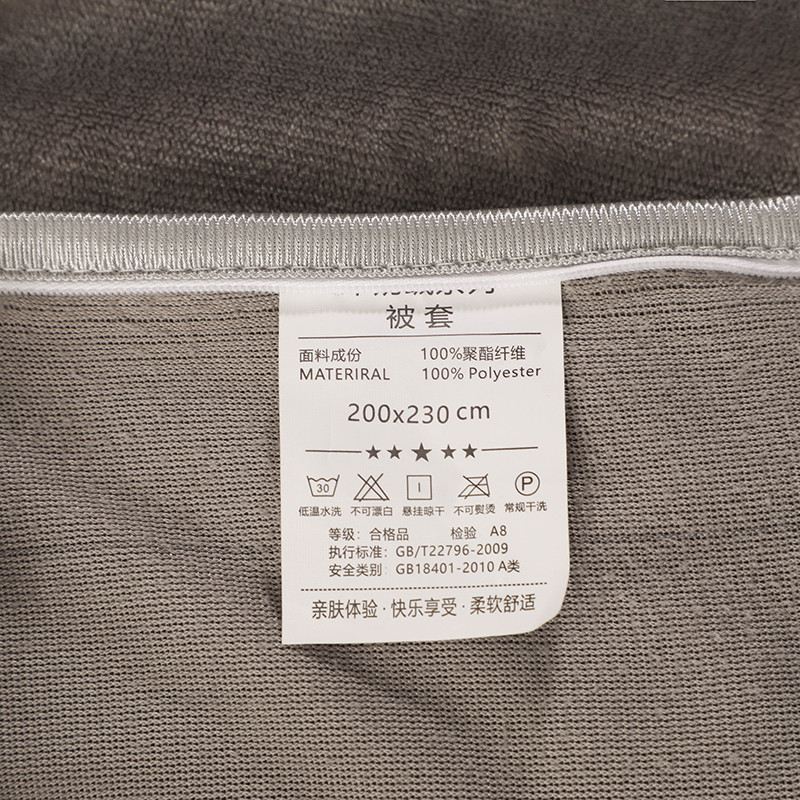 被套
面料成份 100%聚酯纤维
MATERIRAL 100% Polyester
200x230 cm
30
P
低温水洗 不可漂白 悬挂晾干 不可熨烫 常规干洗
等级：合格品 检验 A8
执行标准：GB/T22796-2009
安全类别：GB18401-2010 A类
亲肤体验·快乐享受·柔软舒适